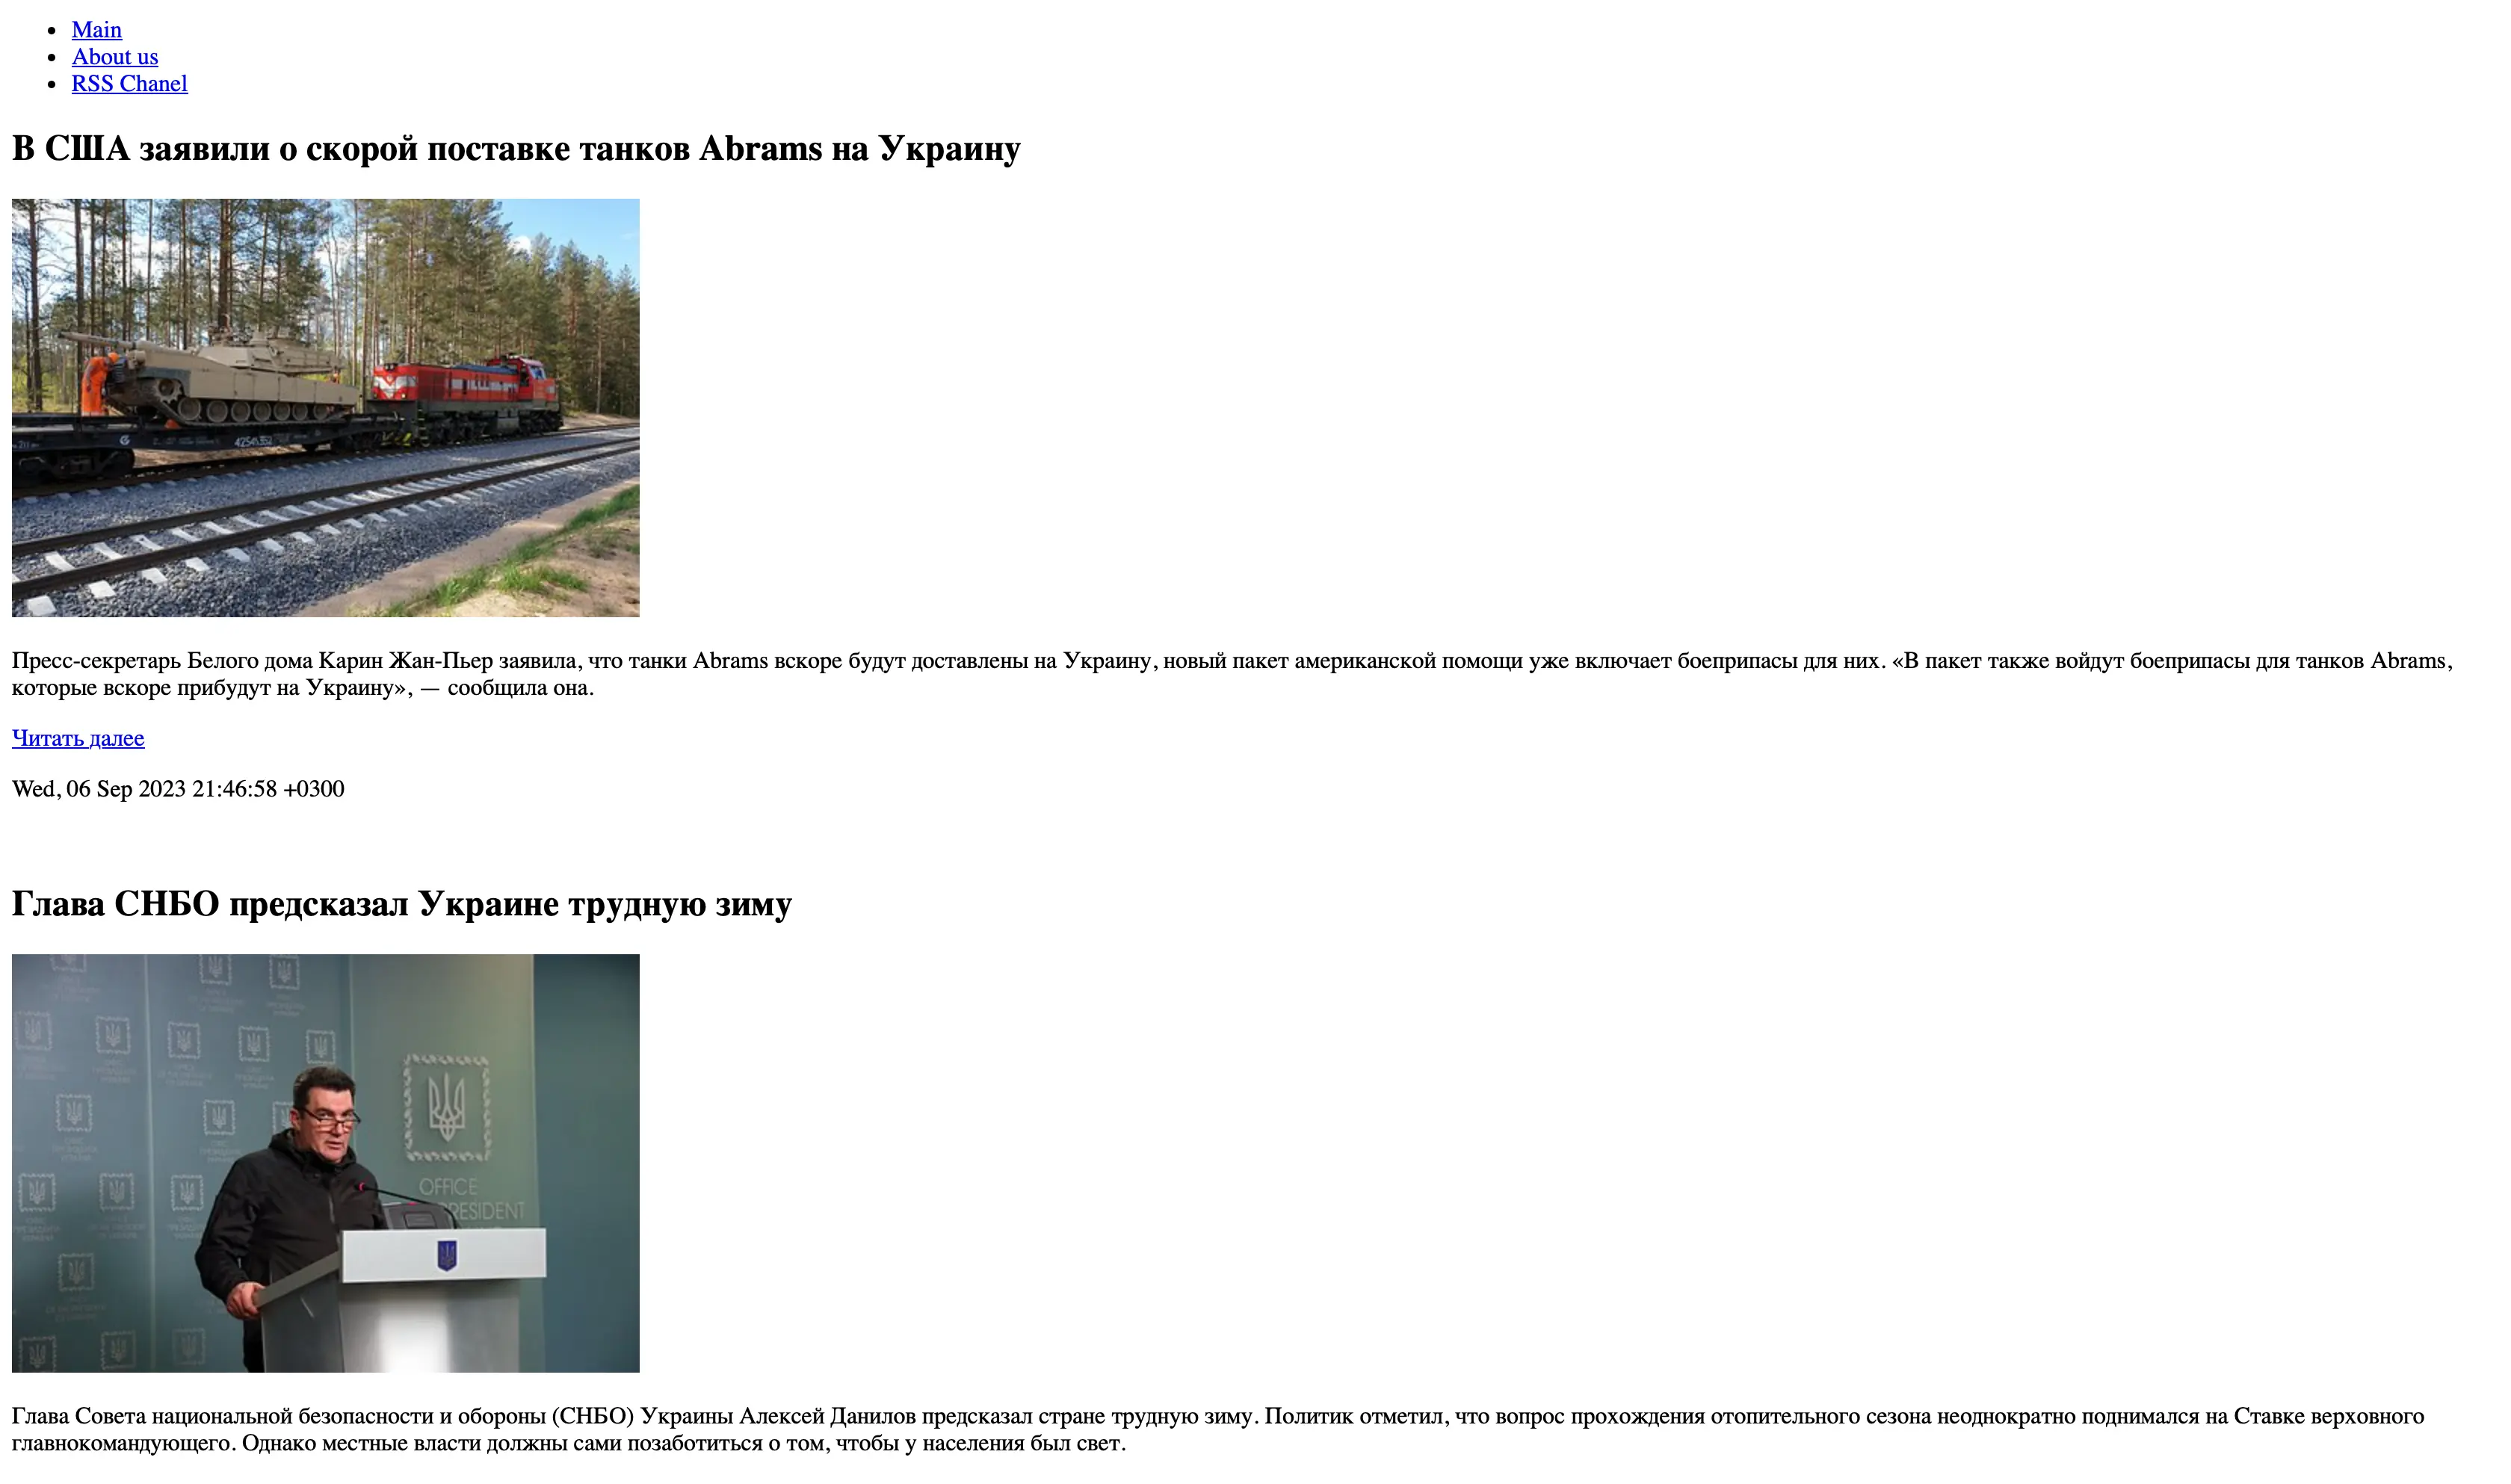 Main
About us
RSS Chanel
В США заявили о скорой поставке танков Abrams на Украину
Пресс-секретарь Белого дома Карин Жан-Пьер заявила, что танки Abrams вскоре будут доставлены на Украину, новый пакет американской помощи уже включает боеприпасы для них. «В пакет также войдут боеприпасы для танков Abrams,
которые вскоре прибудут на Украину», — сообщила она.
Читать далее
Wed, 06 Sep 2023 21:46:58 +0300
Глава СНБО предсказал Украине трудную зиму
OFFICE
RESIDENT
Глава Совета национальной безопасности и обороны (СНБО) Украины Алексей Данилов предсказал стране трудную зиму. Политик отметил, что вопрос прохождения отопительного сезона неоднократно поднимался на Ставке верховного
главнокомандующего. Однако местные власти должны сами позаботиться о том, чтобы у населения был свет.